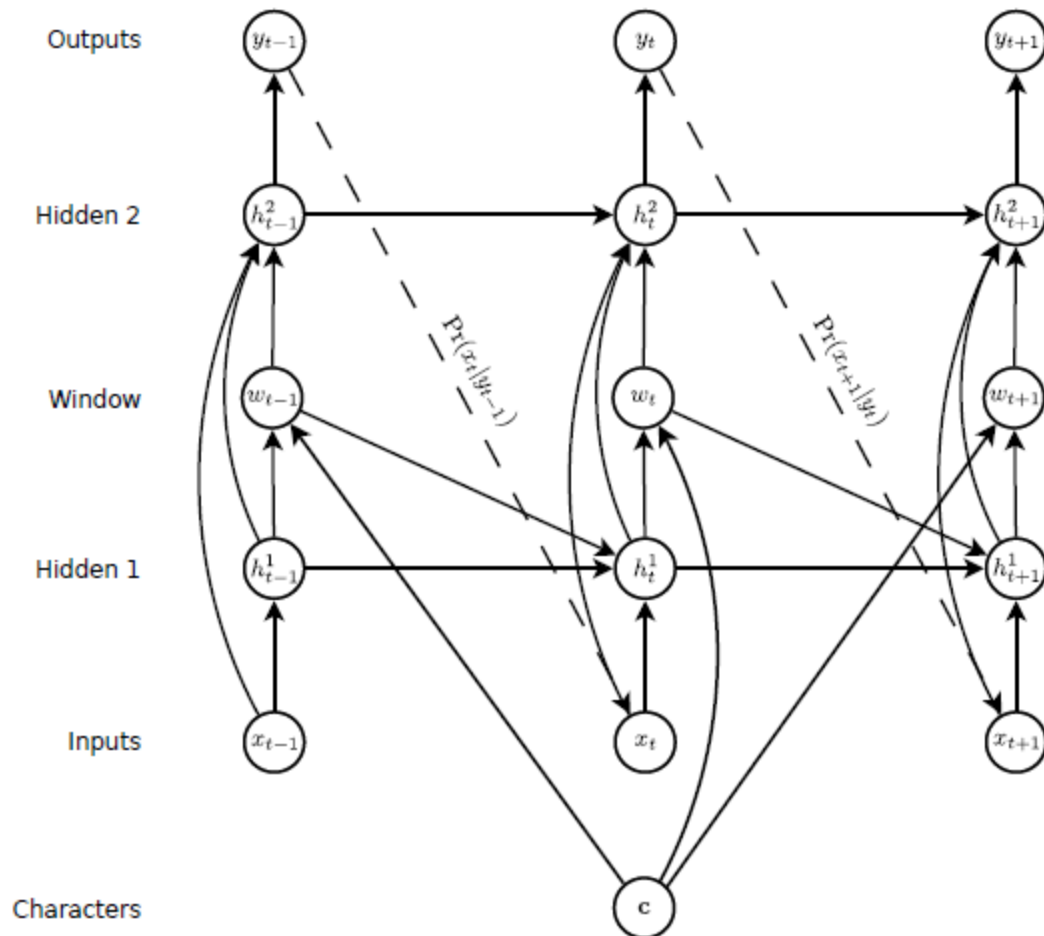 Outputs y_{t−1} y_t y_{t+1}
Hidden 2 h^2_{t−1} h^2_t h^2_{t+1}
Pr(x_t|y_{t−1}) Pr(x_{t+1}|y_t)
Window w_{t−1} w_t w_{t+1}
Hidden 1 h^1_{t−1} h^1_t h^1_{t+1}
Inputs x_{t−1} x_t x_{t+1}
Characters c